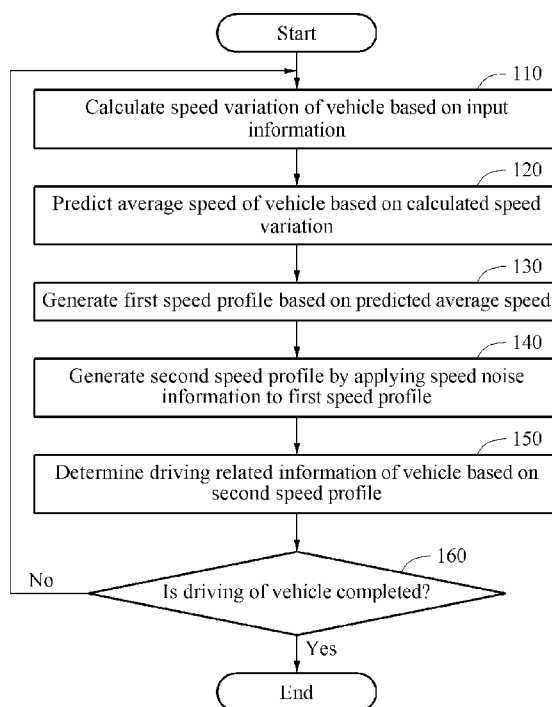 Start
110
Calculate speed variation of vehicle based on input
information
120
Predict average speed of vehicle based on calculated speed
variation
130
Generate first speed profile based on predicted average speed
140
Generate second speed profile by applying speed noise
information to first speed profile
150
Determine driving related information of vehicle based on
second speed profile
160
No
Is driving of vehicle completed?
Yes
End